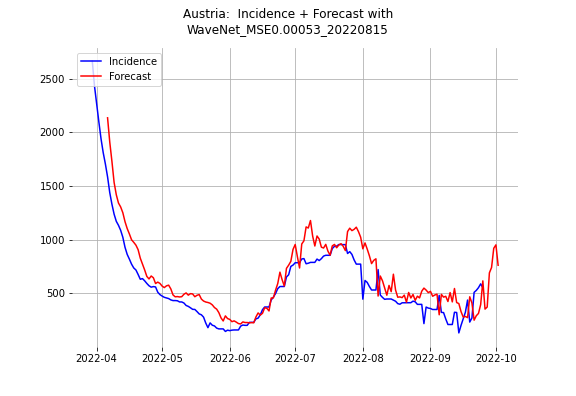 Austria: Incidence + Forecast with
WaveNet_MSE0.00053_20220815
Incidence
Forecast
2500
2000
1500
1000
500
2022-04 2022-05 2022-06 2022-07 2022-08 2022-09 2022-10